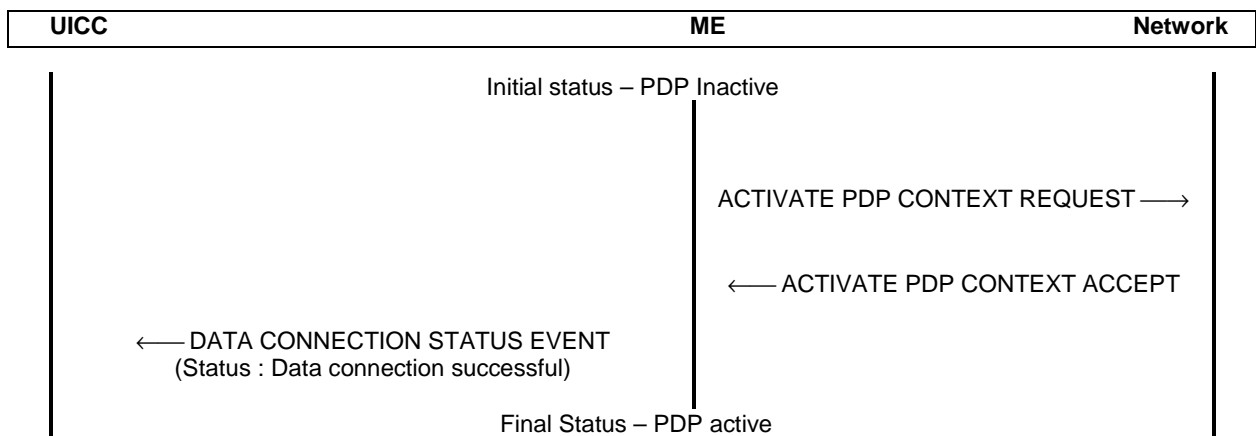 UICC ME Network
Initial status – PDP Inactive
ACTIVATE PDP CONTEXT REQUEST ⟶
⟵ ACTIVATE PDP CONTEXT ACCEPT
⟵ DATA CONNECTION STATUS EVENT
(Status : Data connection successful)
Final Status – PDP active